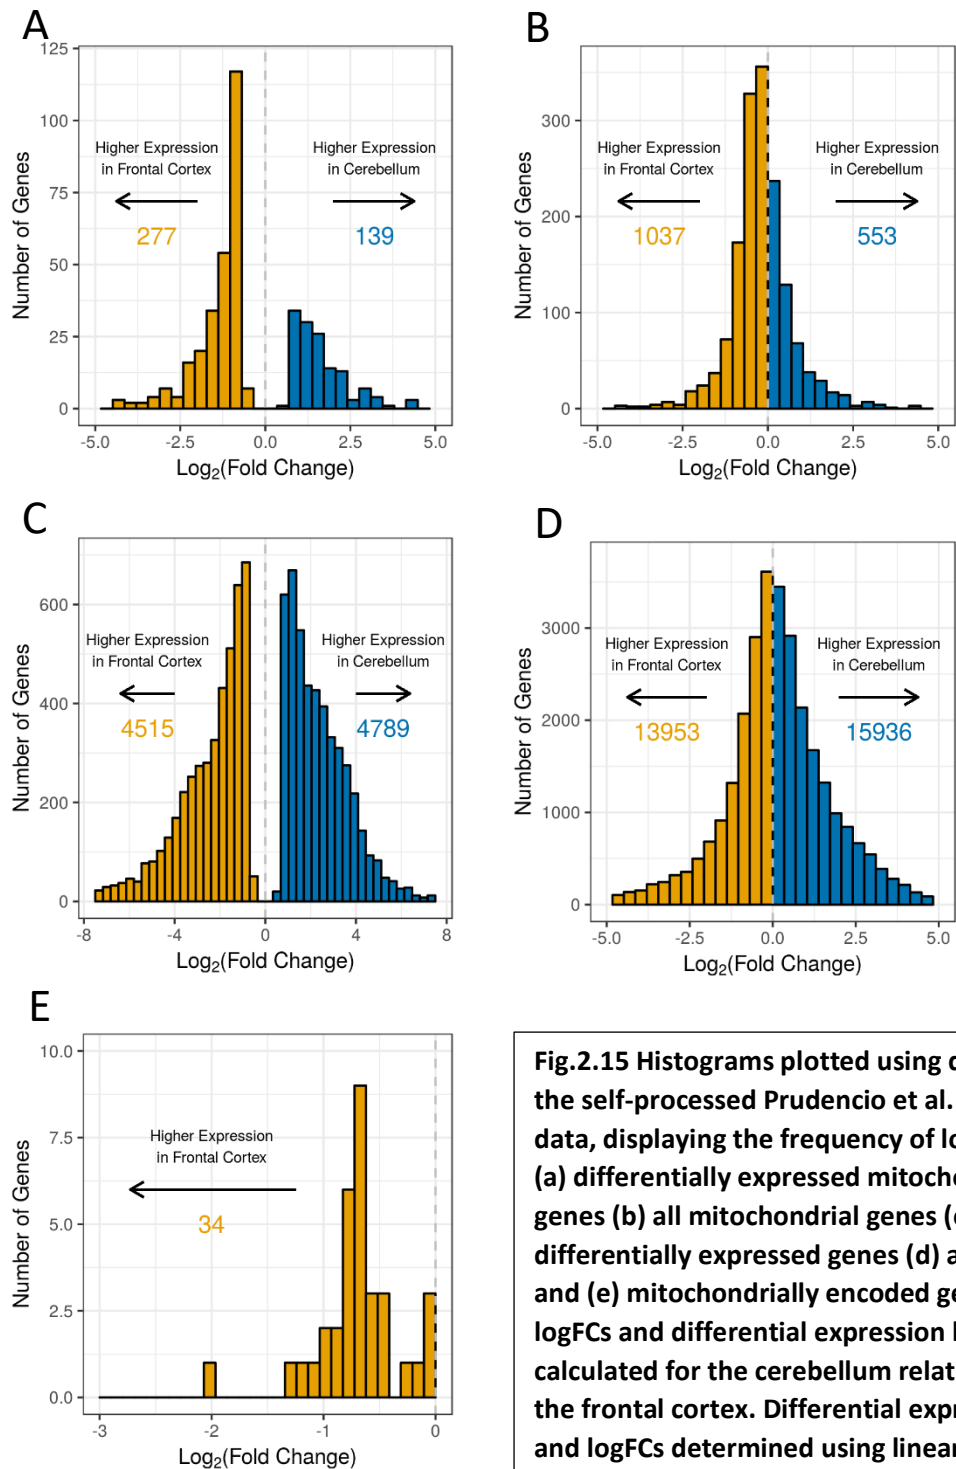 A
125
100
75
50
25
0
Number of Genes
Higher Expression
in Frontal Cortex
277
Higher Expression
in Cerebellum
139
-5.0 -2.5 0.0 2.5 5.0
Log2(Fold Change)
B
300
200
100
0
Number of Genes
Higher Expression
in Frontal Cortex
1037
Higher Expression
in Cerebellum
553
-5.0 -2.5 0.0 2.5 5.0
Log2(Fold Change)
C
600
400
200
0
Number of Genes
Higher Expression
in Frontal Cortex
4515
Higher Expression
in Cerebellum
4789
-8 -4 0 4 8
Log2(Fold Change)
D
3000
2000
1000
0
Number of Genes
Higher Expression
in Frontal Cortex
13953
Higher Expression
in Cerebellum
15936
-5.0 -2.5 0.0 2.5 5.0
Log2(Fold Change)
E
10.0
7.5
5.0
2.5
0.0
Number of Genes
Higher Expression
in Frontal Cortex
34
-3 -2 -1 0
Log2(Fold Change)
Fig.2.15 Histograms plotted using
the self-processed Prudencio et al.
data, displaying the frequency of
(a) differentially expressed
genes (b) all mitochondrial genes
differentially expressed genes (d)
and (e) mitochondrially encoded
logFCs and differential expression
calculated for the cerebellum
the frontal cortex. Differential
and logFCs determined using